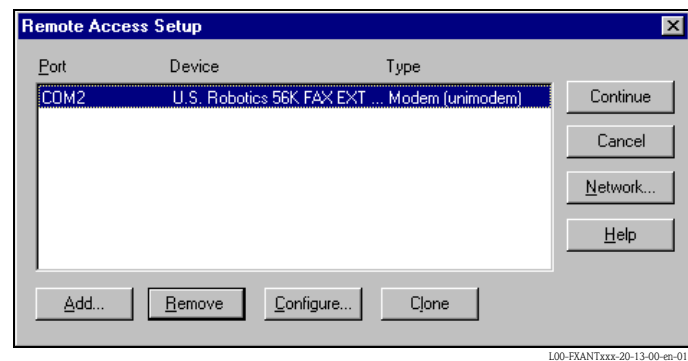 Remote Access Setup
Port Device Type
COM2 U.S. Robotics 56K FAX EXT ... Modem (unimodem)
Continue
Cancel
Network...
Help
Add... Remove Configure... Clone
L00-FXANTxxx-20-13-00-en-01